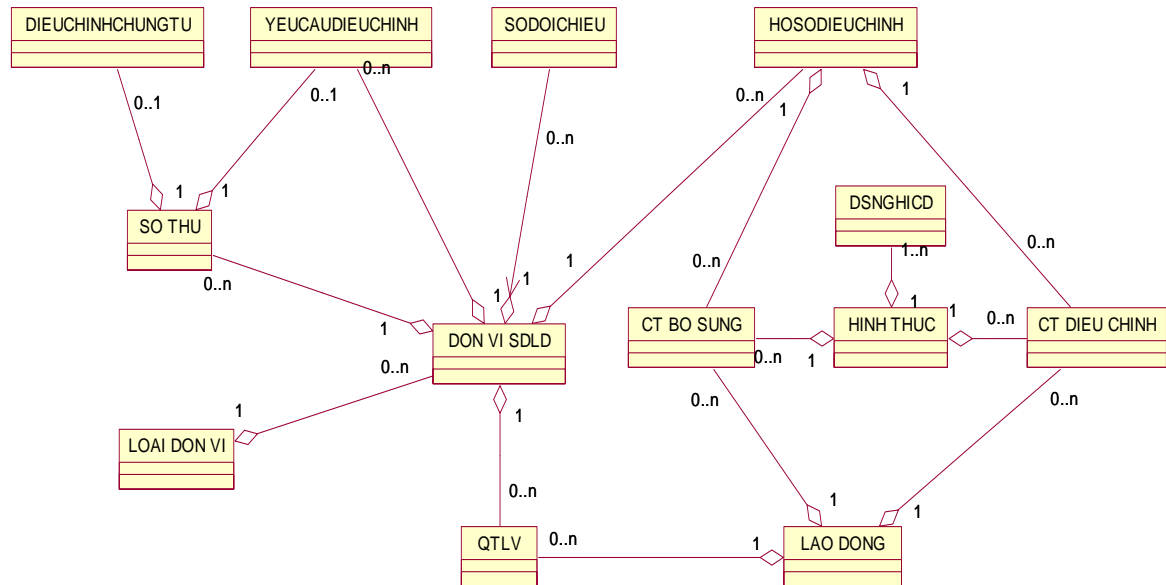 DIEUCHINHCHUNGTU
YEUCAUDIEUCHINH
SODOICHIEU
HOSODIEUCHINH
0..n
0..n
1
1
0..1
0..1
0..n
1
1
DSNGHICD
SO THU
0..n
1..n
0..n
1
0..n
0..n
1
1
1
1
1
0..n
DON VI SDLD
CT BO SUNG
HINH THUC
CT DIEU CHINH
0..n
1
0..n
1
0..n
0..n
1
LOAI DON VI
1
1
0..n
QTLV
0..n
1
LAO DONG